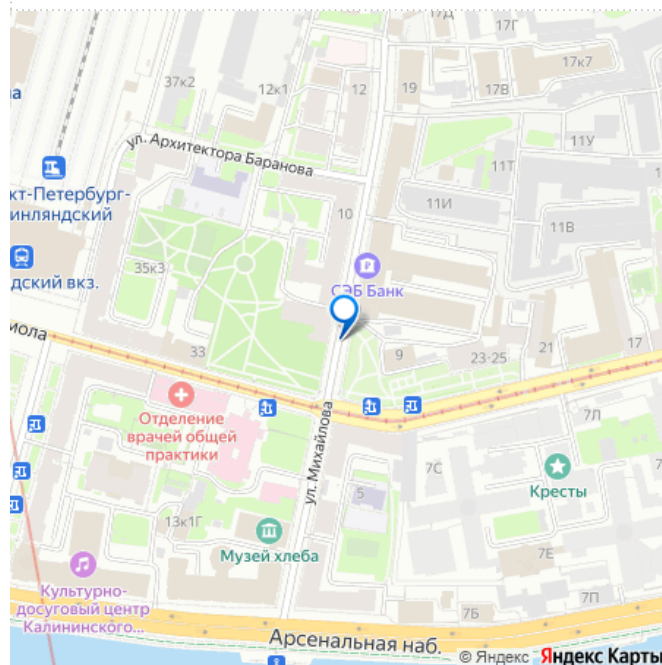 17Д
17Г
37к2
12к1
12
19
17В
17к7
а
ул. Архитектора Баранова
11У
11Т
кт-Петербург-
инляндский
10
11И
11В
дский вкз.
35к3
СЭБ Банк
иола
33
9
23-25
21
17
Отделение
врачей общей
практики
ул. Михайлова
7Л
7С
5
Кресты
13к1Г
Музей хлеба
7Е
Культурно-
досуговый центр
Калининского...
7Б
7П
Арсенальная наб.
© Яндекс Яндекс Карты